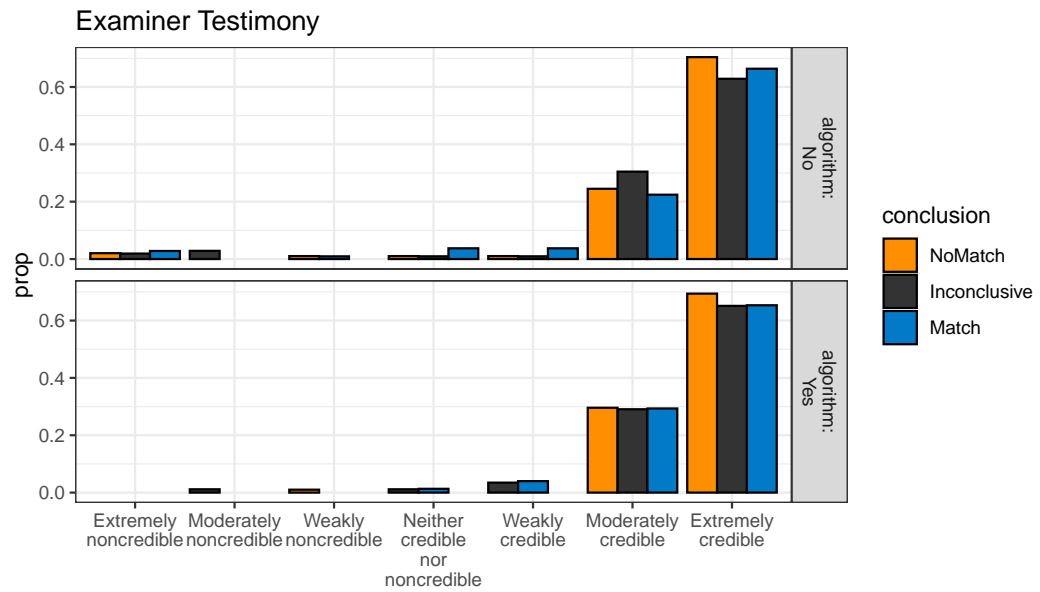 Examiner Testimony
prop
0.6
0.4
0.2
0.0
algorithm:
No
0.6
0.4
0.2
0.0
algorithm:
Yes
Extremely
noncredible
Moderately
noncredible
Weakly
noncredible
Neither
credible
nor
noncredible
Weakly
credible
Moderately
credible
Extremely
credible
conclusion
NoMatch
Inconclusive
Match